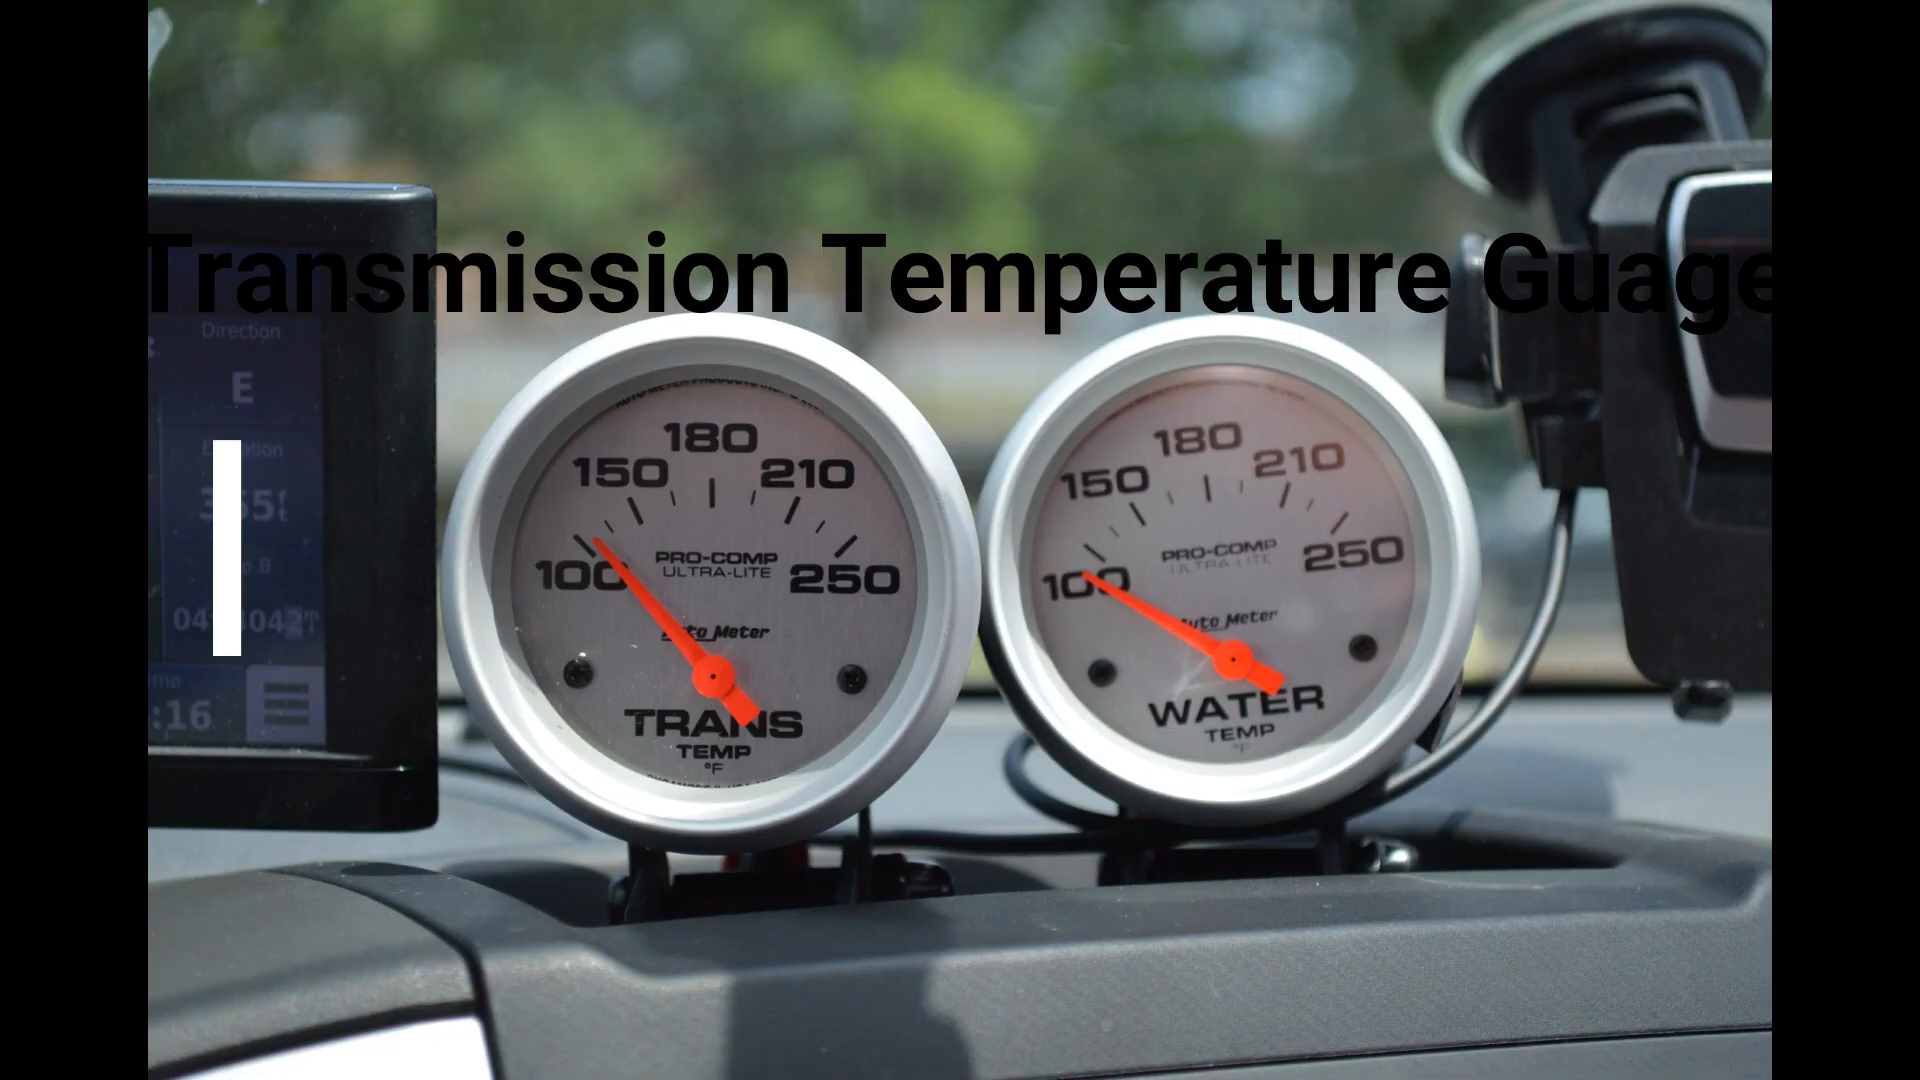 Transmission Temperature Guage
Direction
E
150
180
210
100
250
PRO-COMP
ULTRA-LITE
Auto Meter
TRANS
TEMP
°F
150
180
210
100
250
PRO-COMP
ULTRA-LITE
Auto Meter
WATER
TEMP
°F
:16